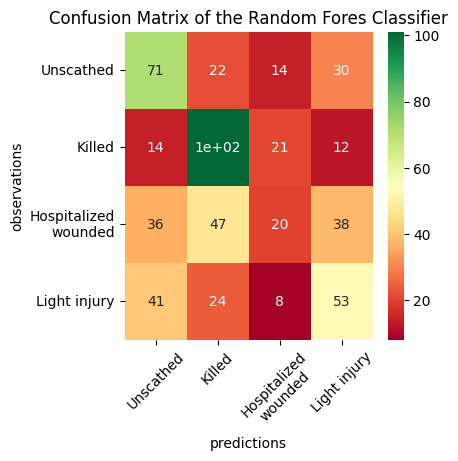 Confusion Matrix of the Random Fores Classifier
observations
Unscathed
71 22 14 30
Killed
14 1e+02 21 12
Hospitalized
wounded
36 47 20 38
Light injury
41 24 8 53
100
80
60
40
20
Unscathed
Killed
Hospitalized
wounded
Light injury
predictions